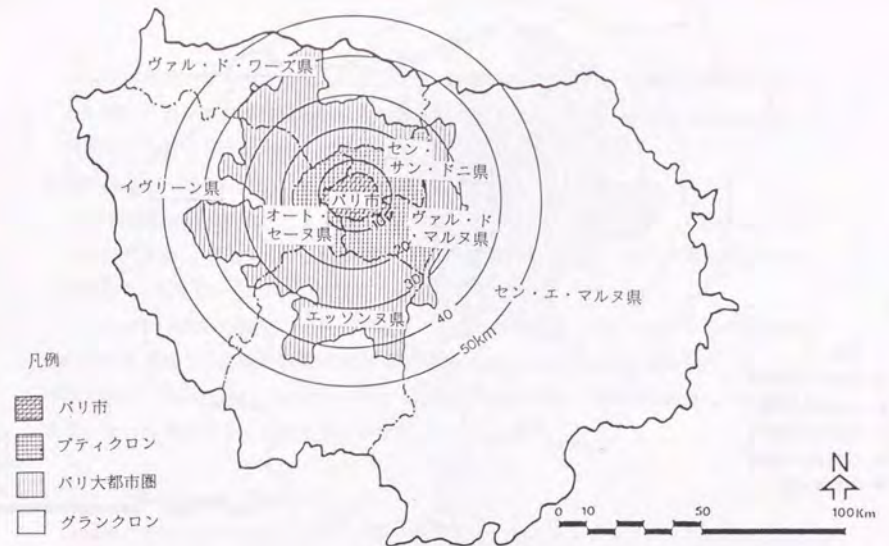 ヴァル・ド・ワーズ県
セン・
サン・ドニ県
イヴリーン県
パリ市
オート・
セーヌ県
ヴァル・ド
・マルヌ県
10
20
30
40
50km
セン・エ・マルヌ県
エッソンヌ県
凡例
パリ市
プティクロン
パリ大都市圏
グランクロン
N
0 10 50 100Km